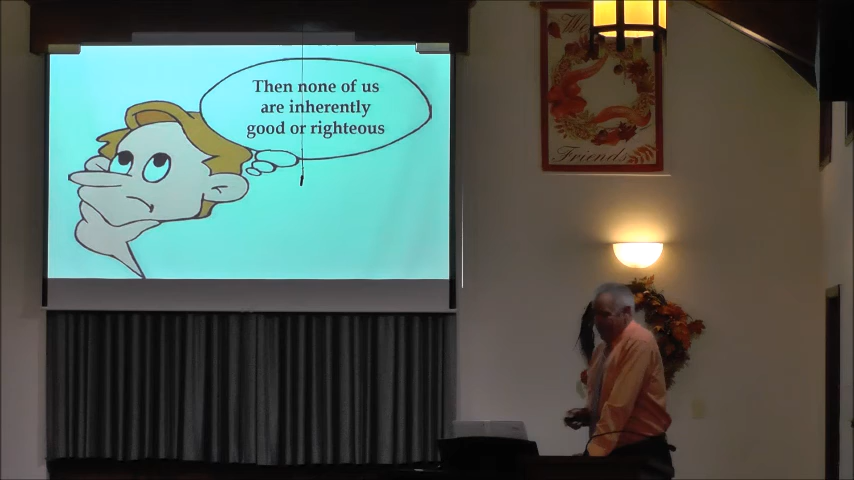 Then none of us
are inherently
good or righteous
Friends